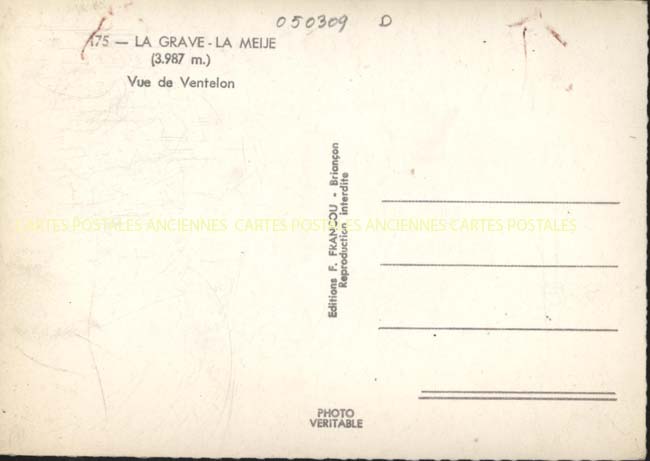 050309 D
175 — LA GRAVE - LA MEIJE
(3.987 m.)
Vue de Ventelon
Editions F. FRANÇOU - Briançon
Reproduction interdite
CARTES POSTALES ANCIENNES CARTES POSTALES ANCIENNES CARTES POSTALES
PHOTO
VERITABLE